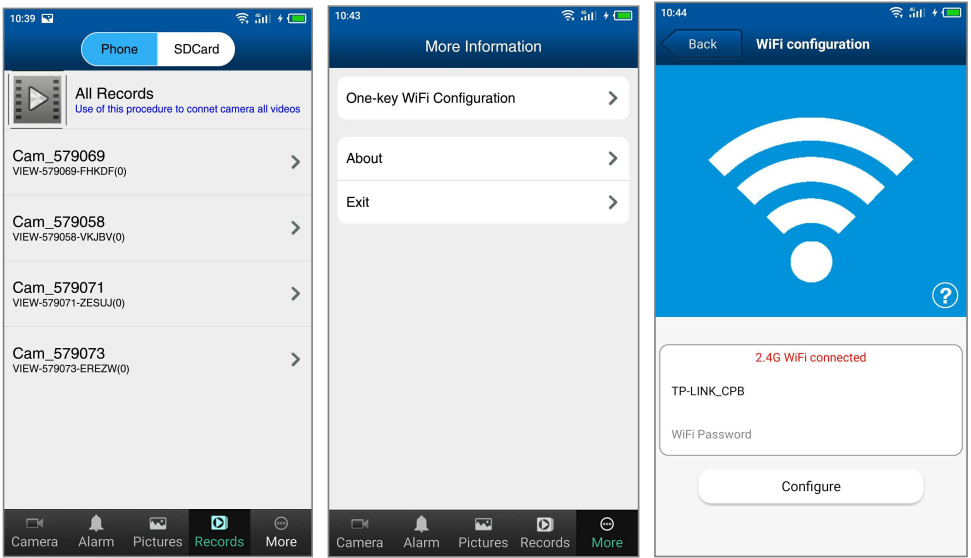 10:39
Phone SDCard
All Records
Use of this procedure to connet camera all videos
Cam_579069
VIEW-579069-FHKDF(0)
Cam_579058
VIEW-579058-VKJBV(0)
Cam_579071
VIEW-579071-ZESUJ(0)
Cam_579073
VIEW-579073-EREZW(0)
Camera Alarm Pictures Records More
10:43
More Information
One-key WiFi Configuration
About
Exit
Camera Alarm Pictures Records More
10:44
Back WiFi configuration
?
2.4G WiFi connected
TP-LINK_CPB
WiFi Password
Configure